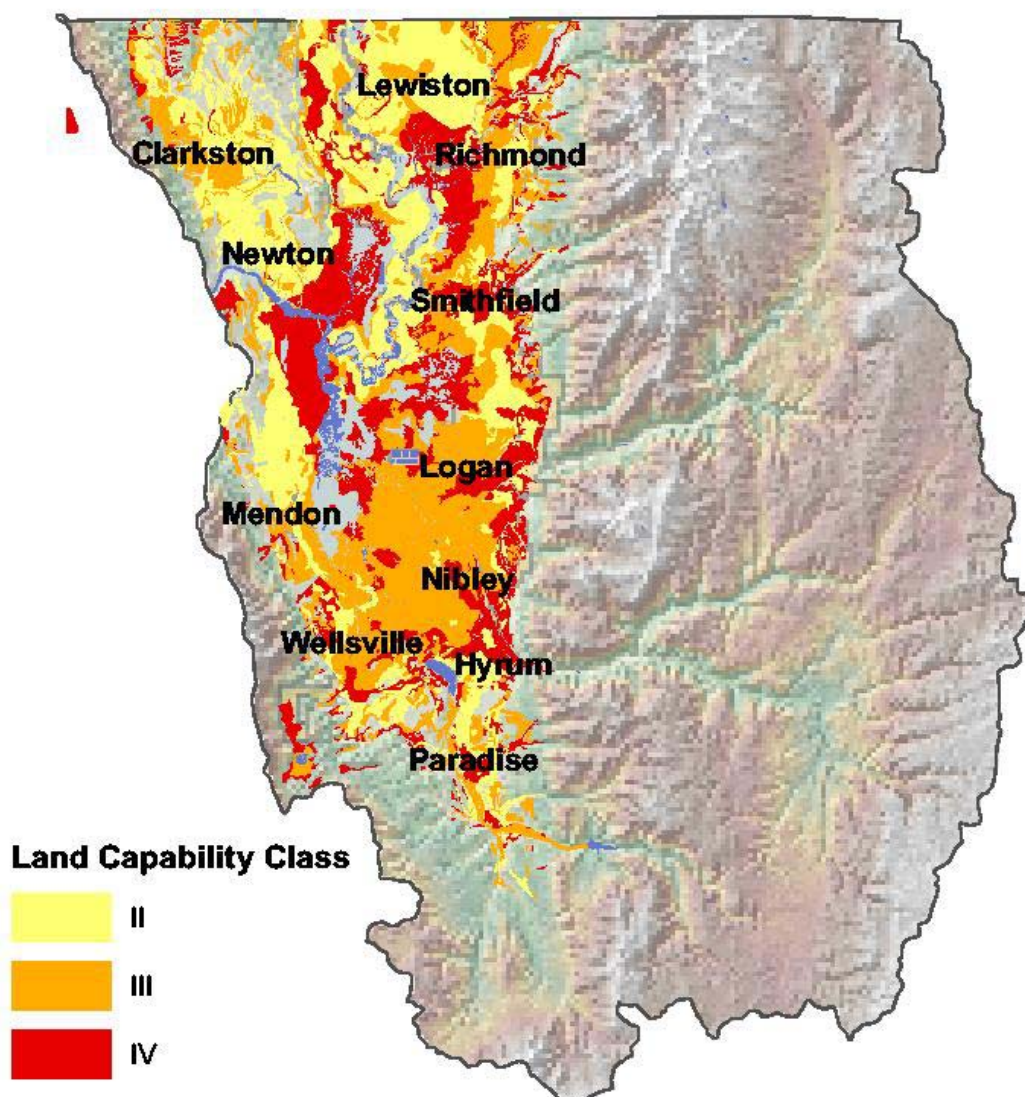 Lewiston
Clarkston
Richmond
Newton
Smithfield
Logan
Mendon
Nibley
Wellsville
Hyrum
Paradise
Land Capability Class
II
III
IV